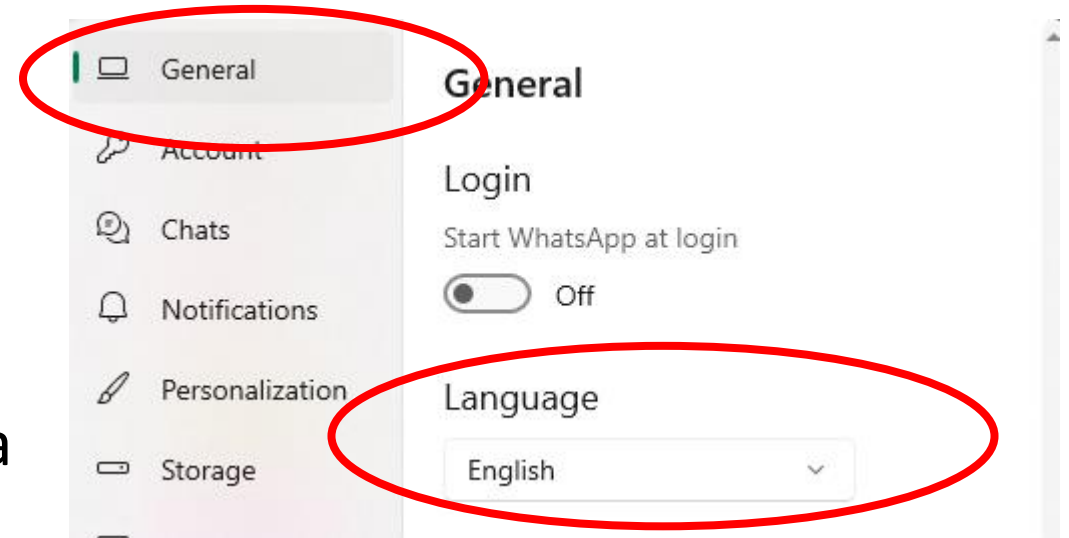 General
Account
Chats
Notifications
Personalization
a
Storage
General
Login
Start WhatsApp at login
Off
Language
English